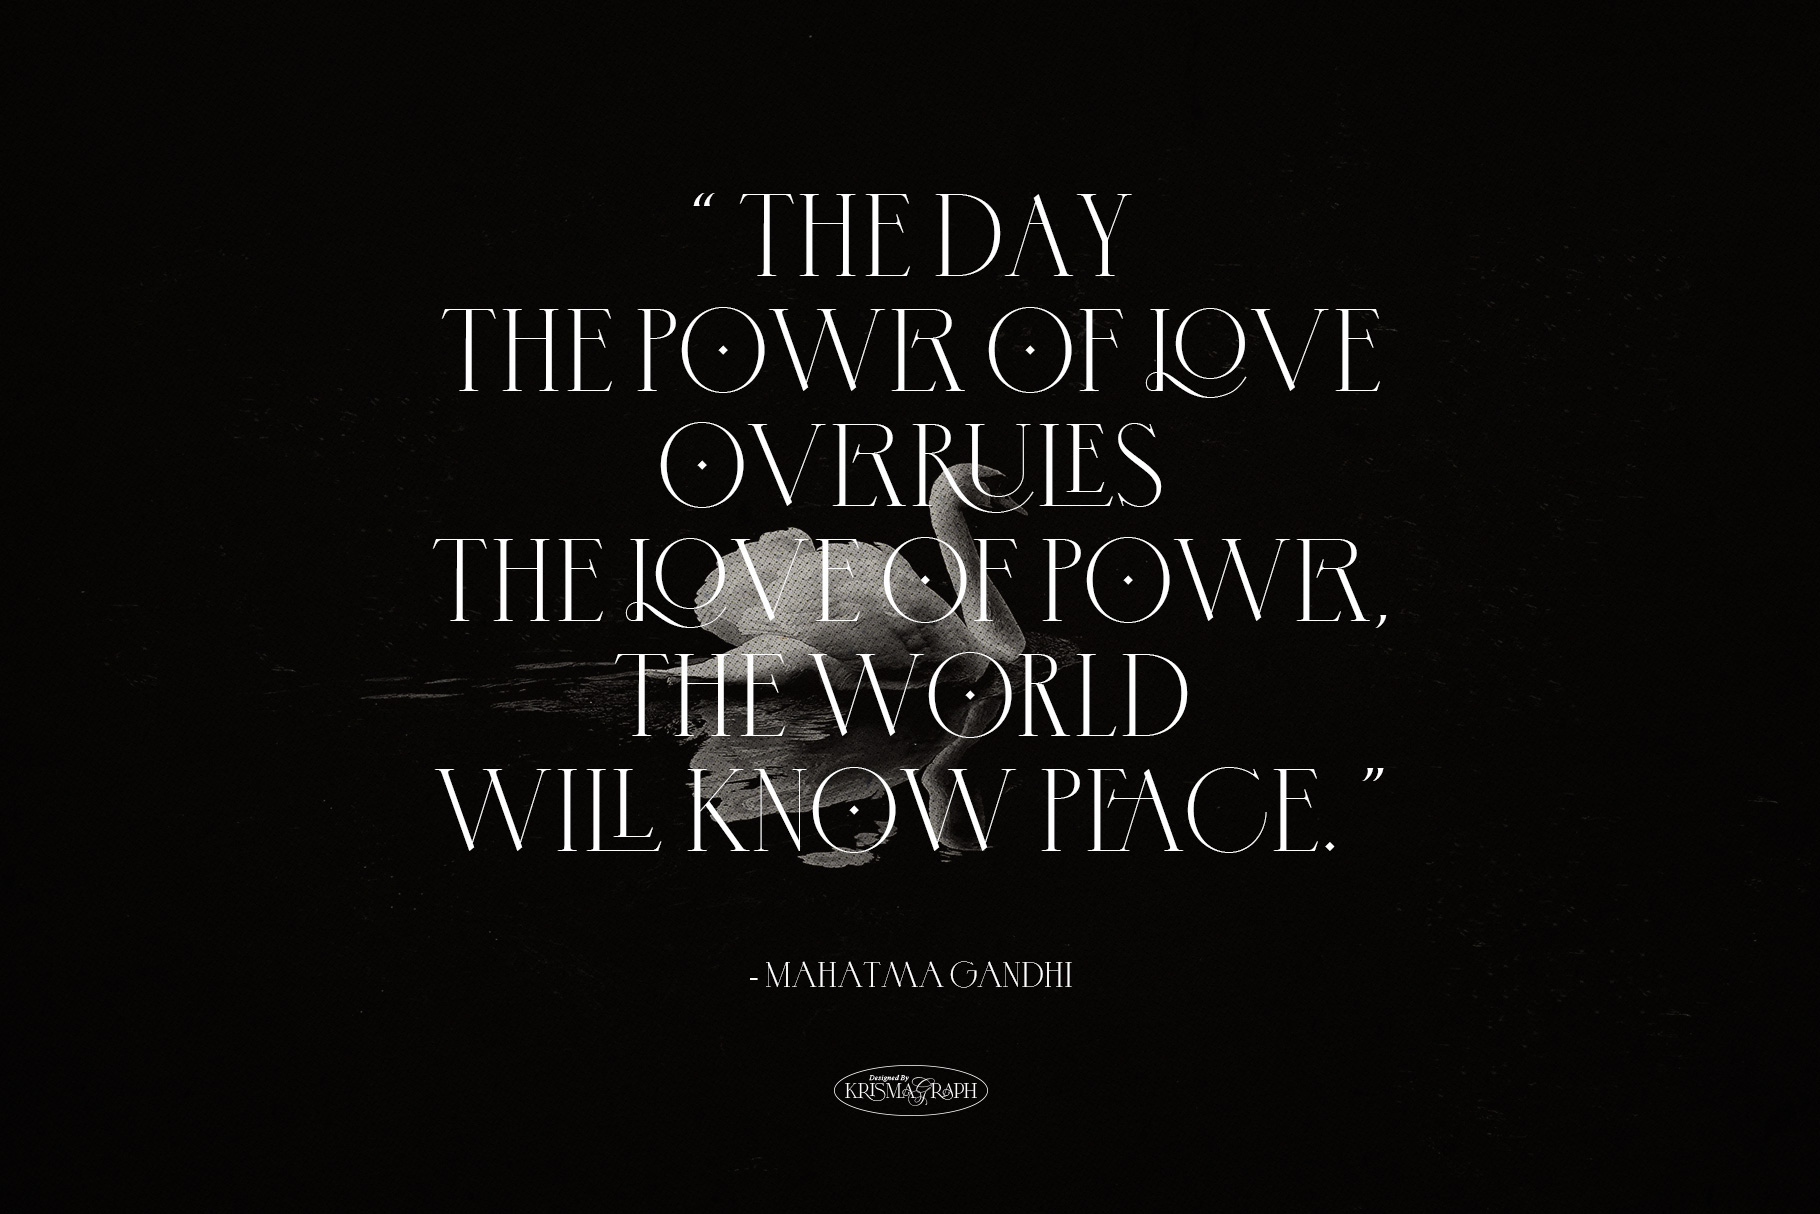 “ THE DAY
THE POWER OF LOVE
OVERRULES
THE LOVE OF POWER,
THE WORLD
WILL KNOW PEACE. ”
- MAHATMA GANDHI
Designed By
KRISMAGRAPH